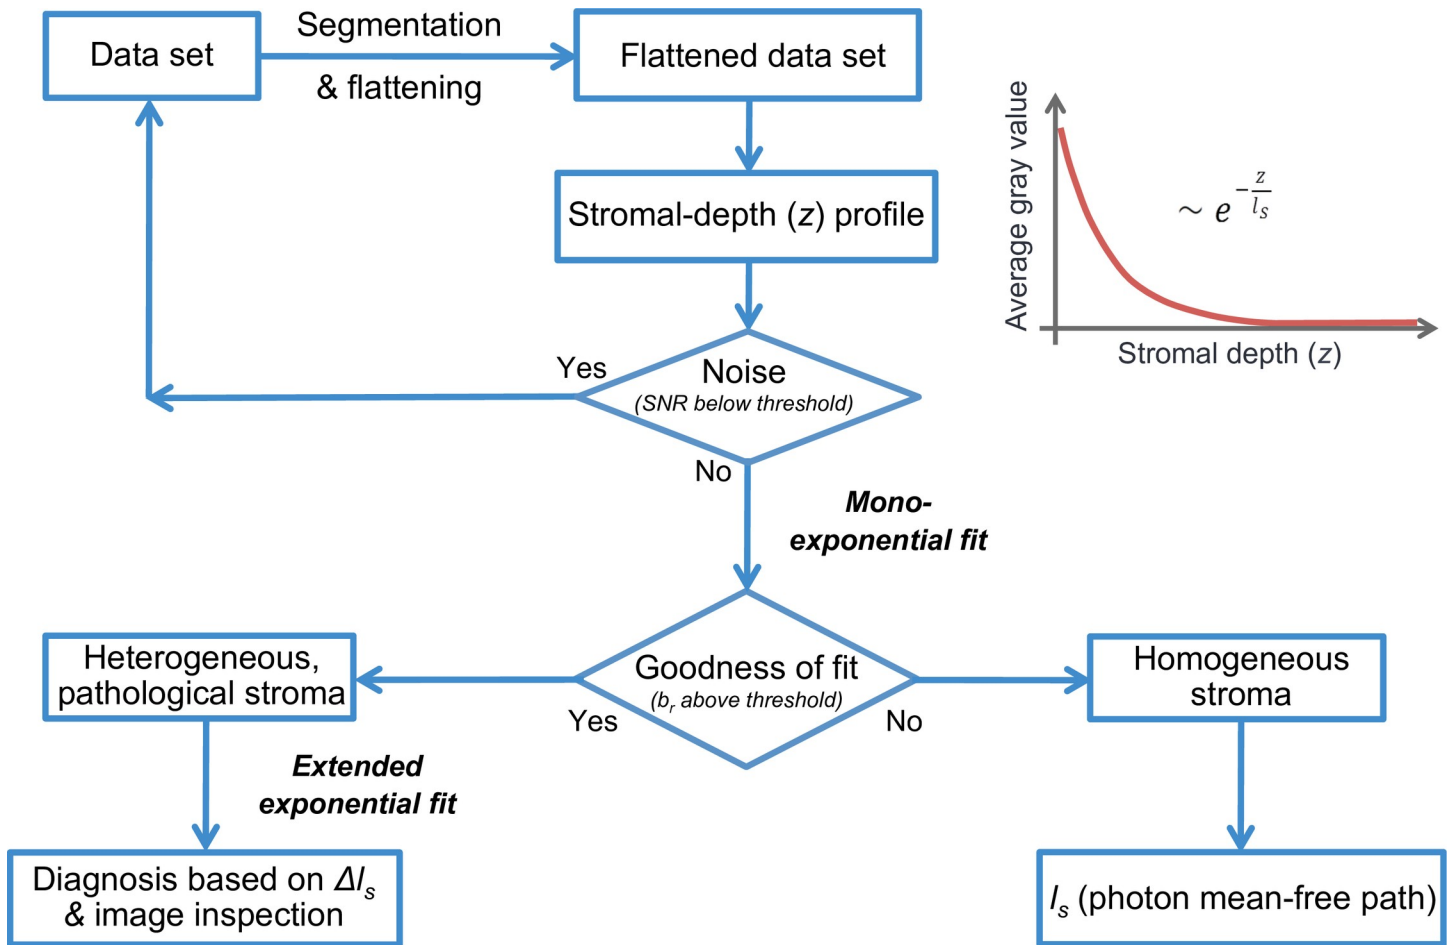 Data set
Segmentation
& flattening
Flattened data set
Stromal-depth (z) profile
Average gray value
∼ e^{-z/l_s}
Stromal depth (z)
Yes
Noise
(SNR below threshold)
No
Mono-
exponential fit
Heterogeneous,
pathological stroma
Goodness of fit
(b_r above threshold)
Yes
No
Homogeneous
stroma
Extended
exponential fit
Diagnosis based on Δl_s
& image inspection
l_s (photon mean-free path)